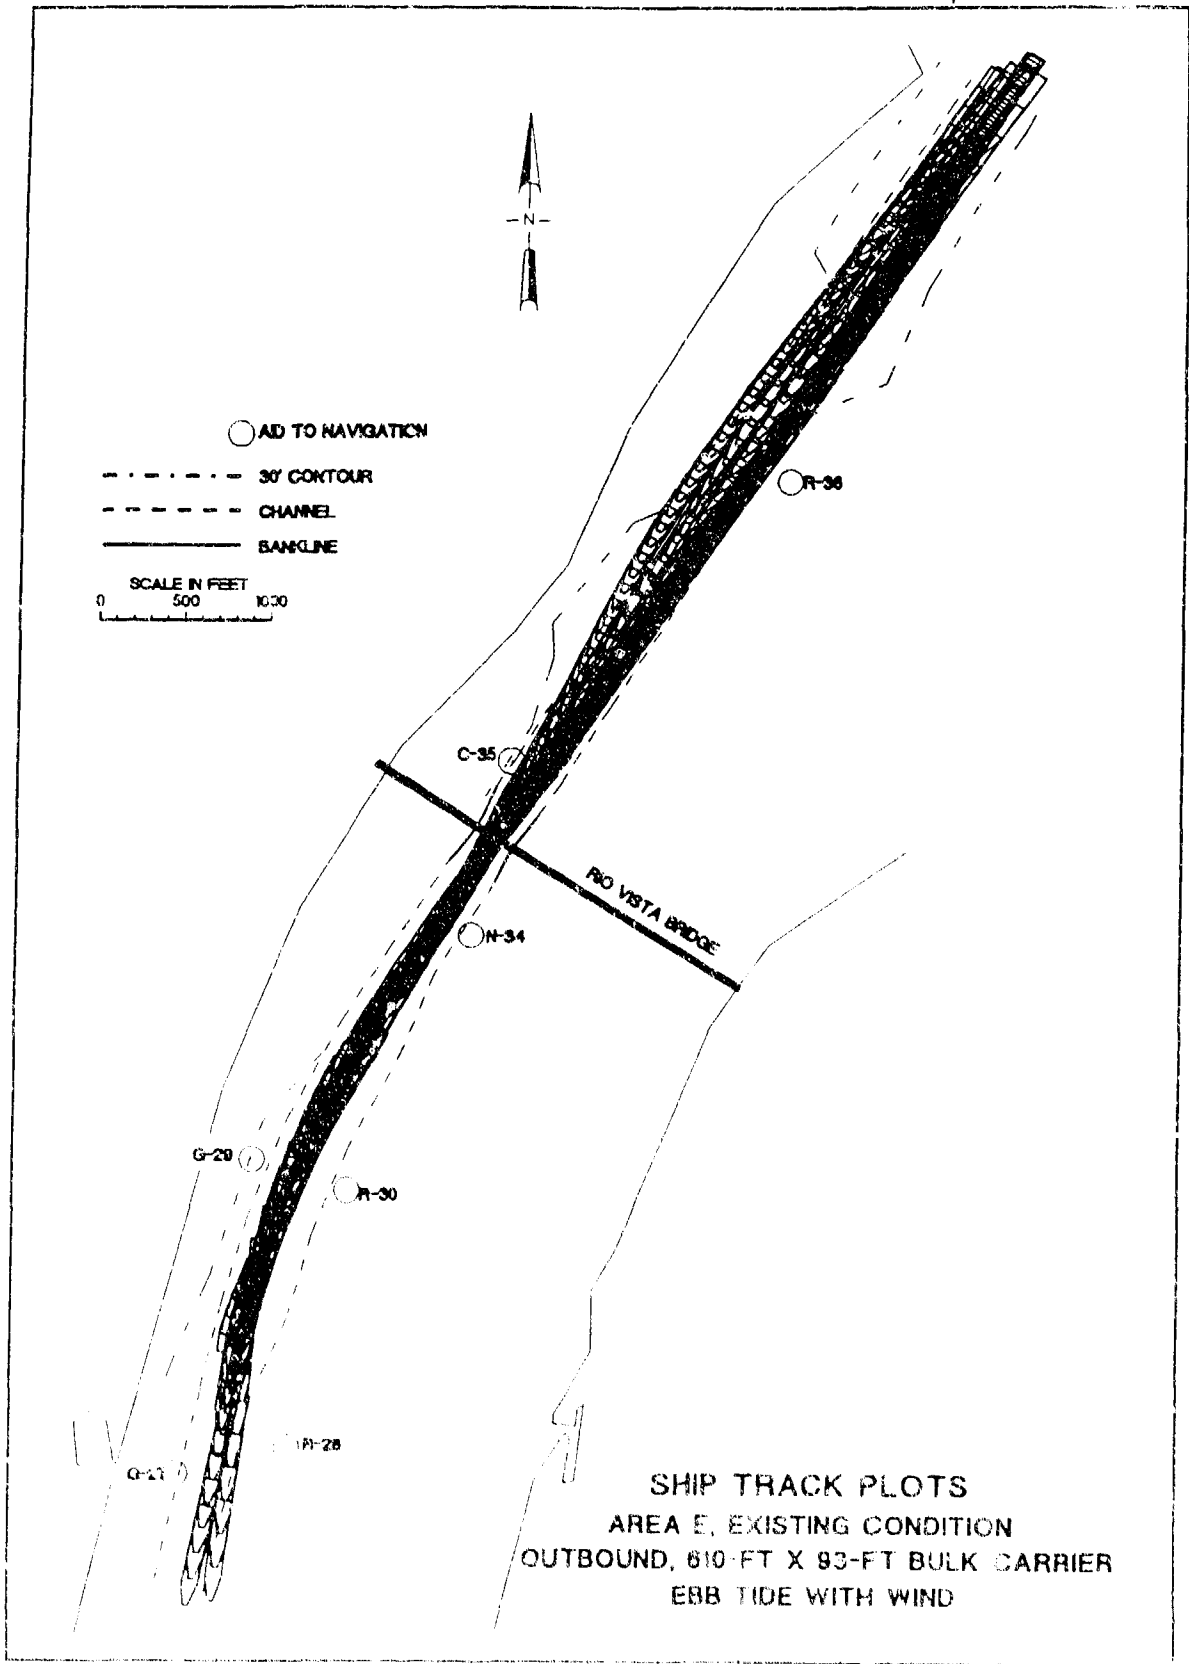 -N-
AID TO NAVIGATION
30' CONTOUR
CHANNEL
BANKLINE
SCALE IN FEET
0 500 1000
R-36
C-35
RIO VISTA BRIDGE
N-34
G-29
R-30
R-28
G-27
SHIP TRACK PLOTS
AREA E, EXISTING CONDITION
OUTBOUND, 610-FT X 93-FT BULK CARRIER
EBB TIDE WITH WIND